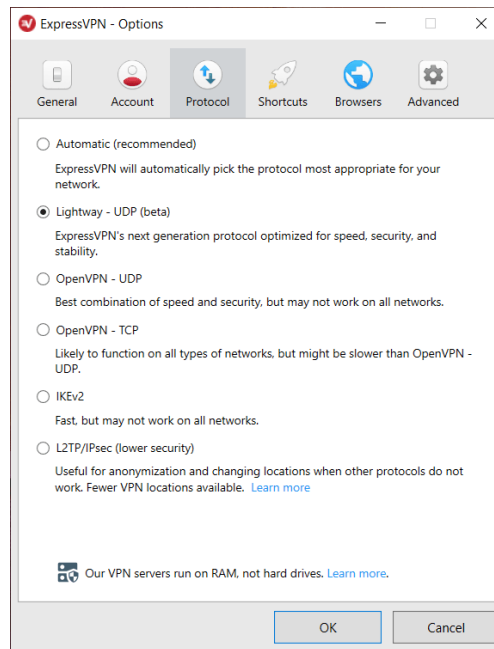 ExpressVPN - Options
General Account Protocol Shortcuts Browsers Advanced
Automatic (recommended)
ExpressVPN will automatically pick the protocol most appropriate for your
network.
Lightway - UDP (beta)
ExpressVPN's next generation protocol optimized for speed, security, and
stability.
OpenVPN - UDP
Best combination of speed and security, but may not work on all networks.
OpenVPN - TCP
Likely to function on all types of networks, but might be slower than OpenVPN -
UDP.
IKEv2
Fast, but may not work on all networks.
L2TP/IPsec (lower security)
Useful for anonymization and changing locations when other protocols do not
work. Fewer VPN locations available. Learn more
Our VPN servers run on RAM, not hard drives. Learn more.
OK Cancel